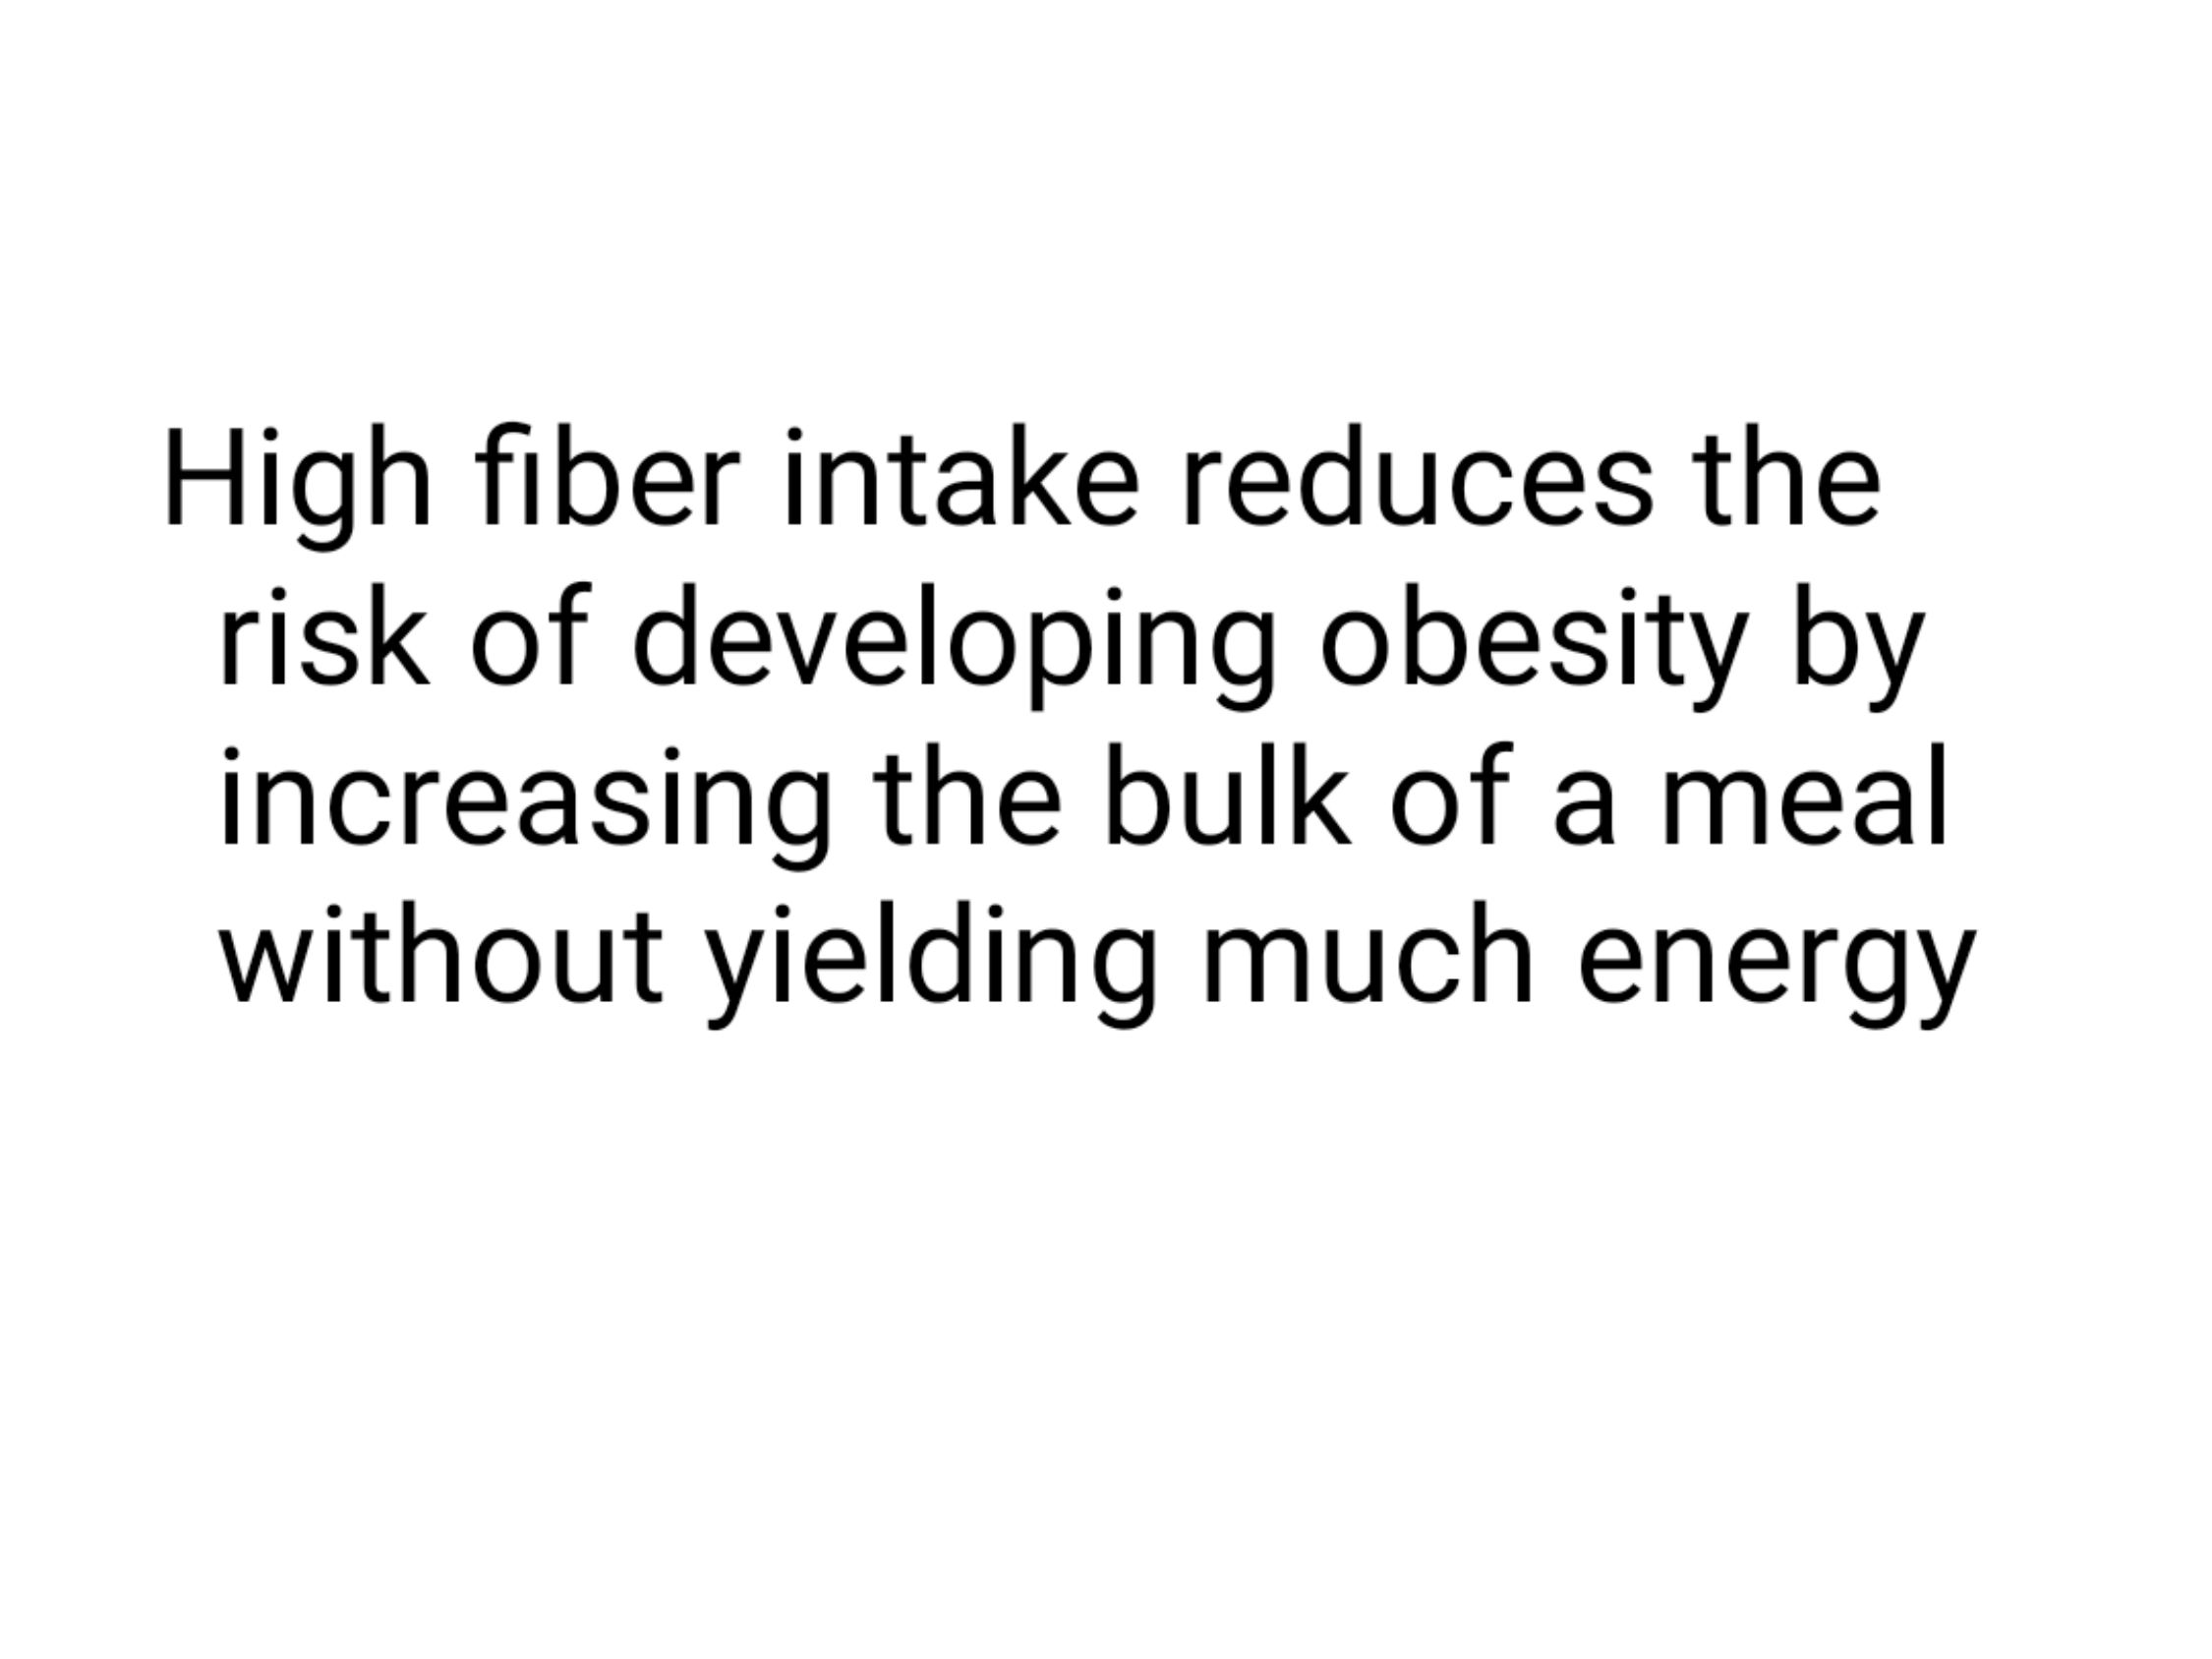 High fiber intake reduces the
risk of developing obesity by
increasing the bulk of a meal
without yielding much energy